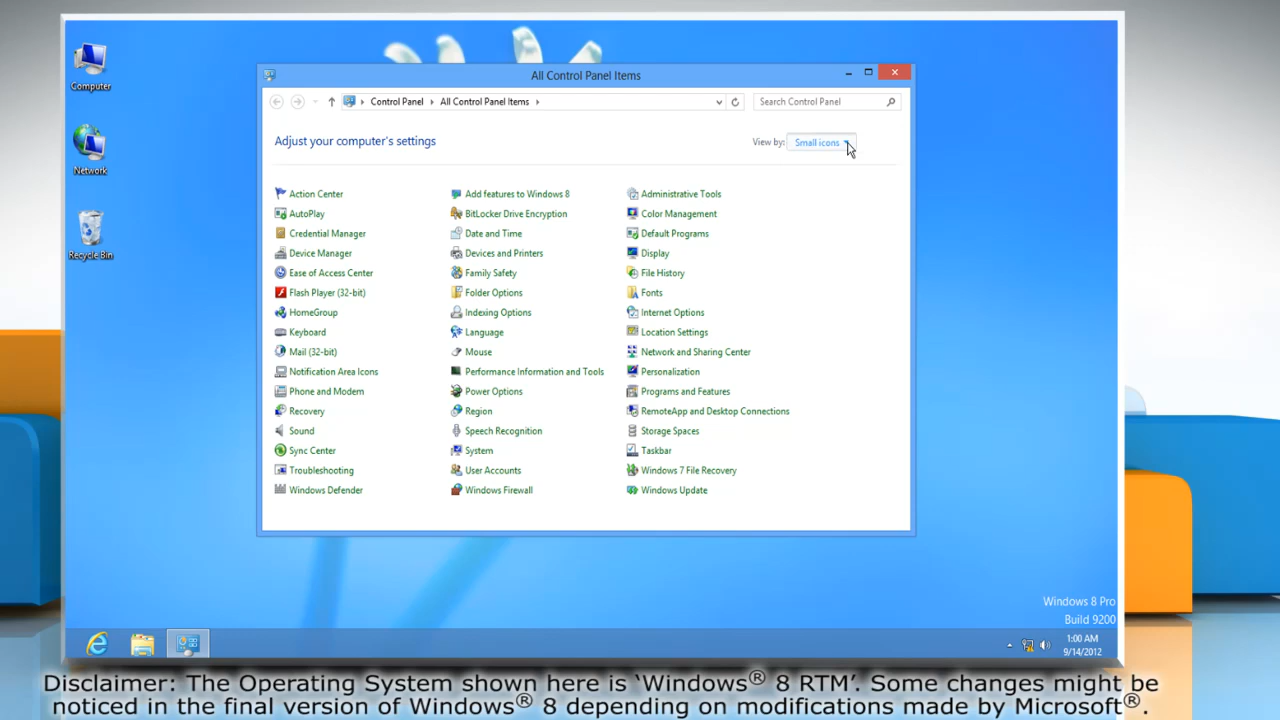 Computer
Network
Recycle Bin
All Control Panel Items
Control Panel
All Control Panel Items
Search Control Panel
Adjust your computer's settings
View by:
Small icons
Action Center
Add features to Windows 8
Administrative Tools
AutoPlay
BitLocker Drive Encryption
Color Management
Credential Manager
Date and Time
Default Programs
Device Manager
Devices and Printers
Display
Ease of Access Center
Family Safety
File History
Flash Player (32-bit)
Folder Options
Fonts
HomeGroup
Indexing Options
Internet Options
Keyboard
Language
Location Settings
Mail (32-bit)
Mouse
Network and Sharing Center
Notification Area Icons
Performance Information and Tools
Personalization
Phone and Modem
Power Options
Programs and Features
Recovery
Region
RemoteApp and Desktop Connections
Sound
Speech Recognition
Storage Spaces
Sync Center
System
Taskbar
Troubleshooting
User Accounts
Windows 7 File Recovery
Windows Defender
Windows Firewall
Windows Update
Windows 8 Pro
Build 9200
1:00 AM
9/14/2012
Disclaimer: The Operating System shown here is ‘Windows® 8 RTM’. Some changes might be
noticed in the final version of Windows® 8 depending on modifications made by Microsoft®.